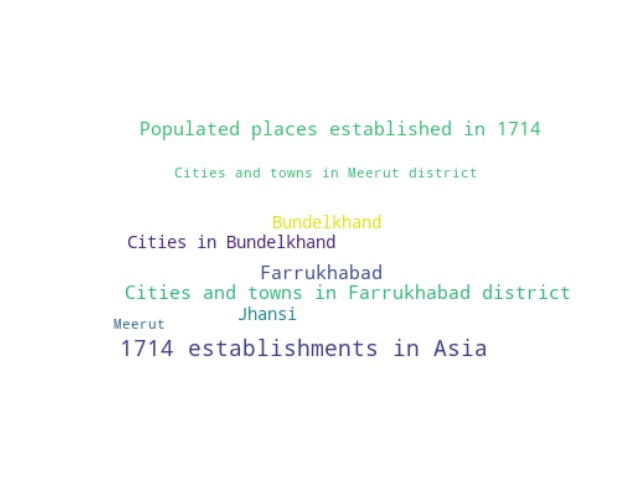 Populated places established in 1714
Cities and towns in Meerut district
Bundelkhand
Cities in Bundelkhand
Farrukhabad
Cities and towns in Farrukhabad district
Jhansi
Meerut
1714 establishments in Asia